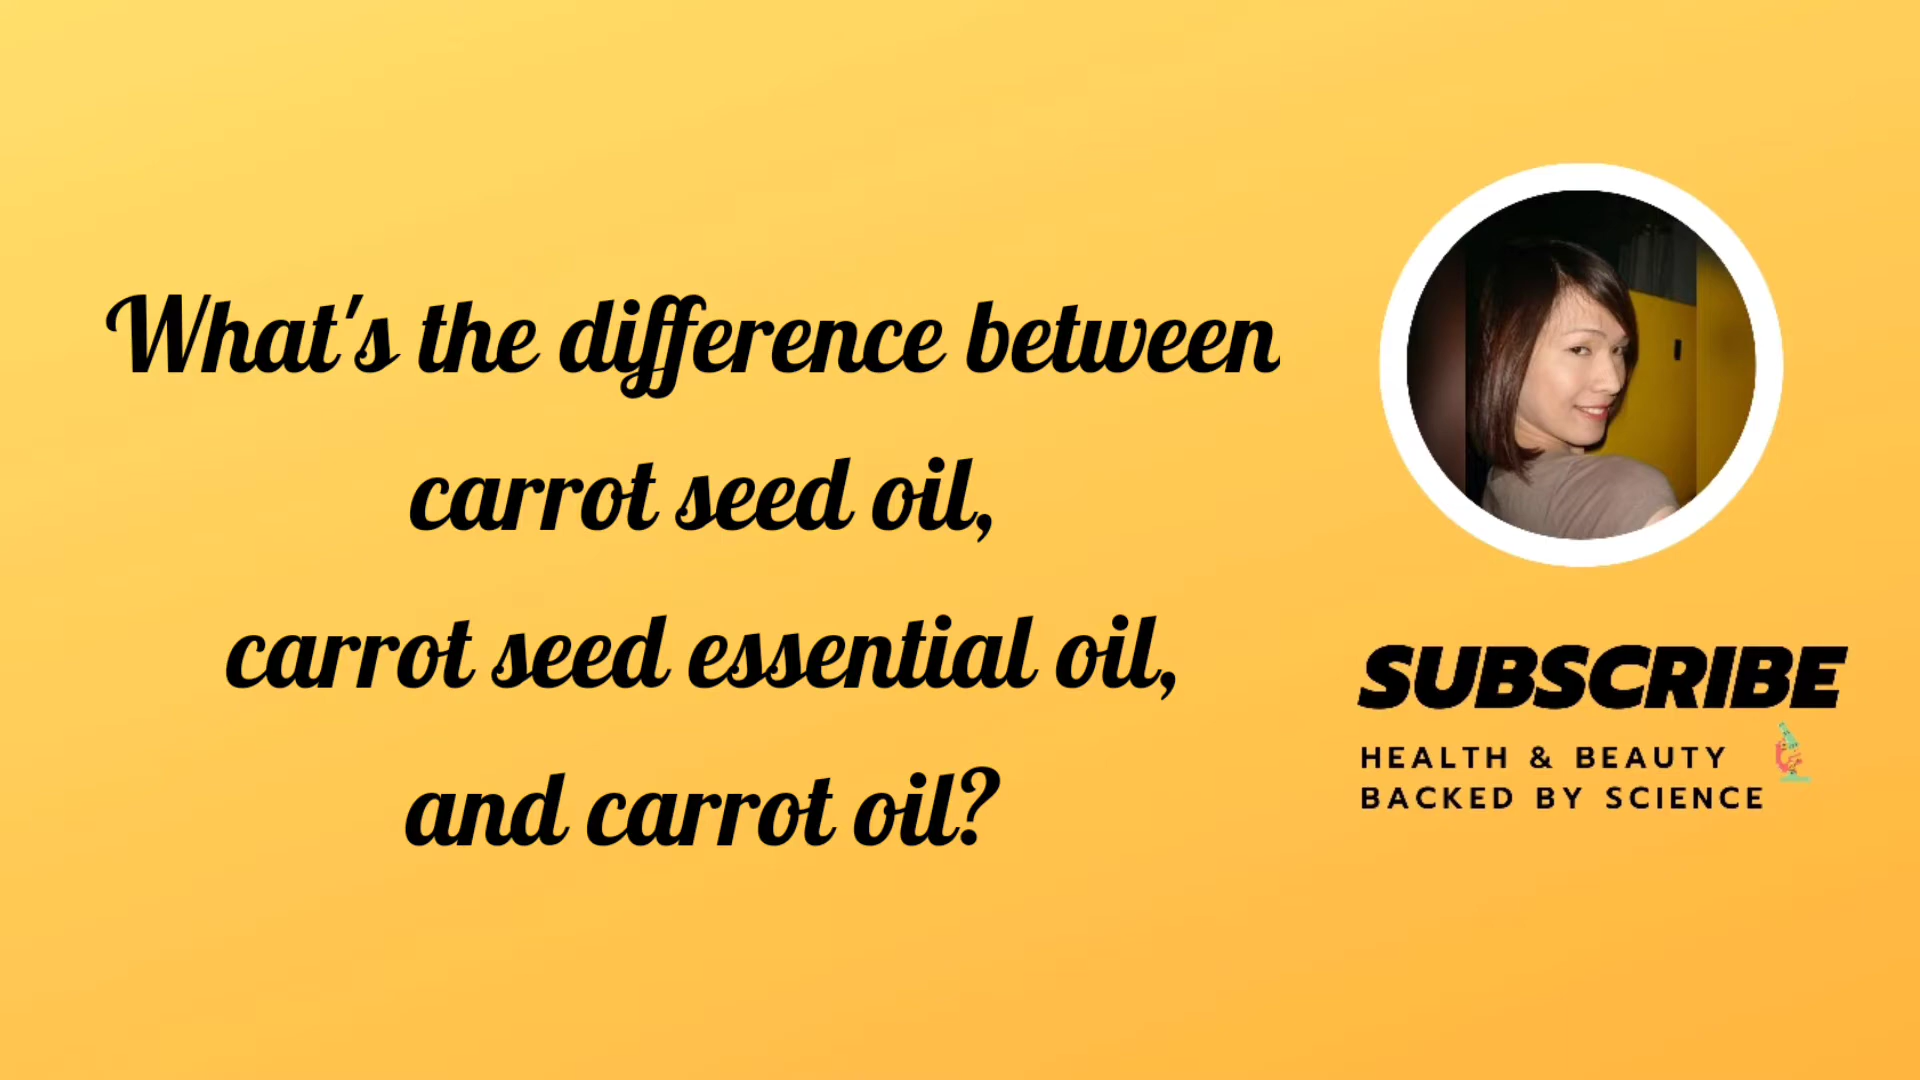 What's the difference between
carrot seed oil,
carrot seed essential oil,
and carrot oil?
SUBSCRIBE
HEALTH & BEAUTY
BACKED BY SCIENCE